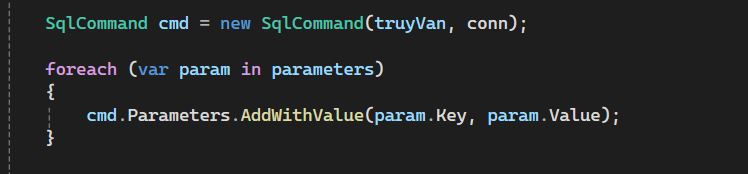 SqlCommand cmd = new SqlCommand(truyVan, conn);
foreach (var param in parameters)
{
cmd.Parameters.AddWithValue(param.Key, param.Value);
}